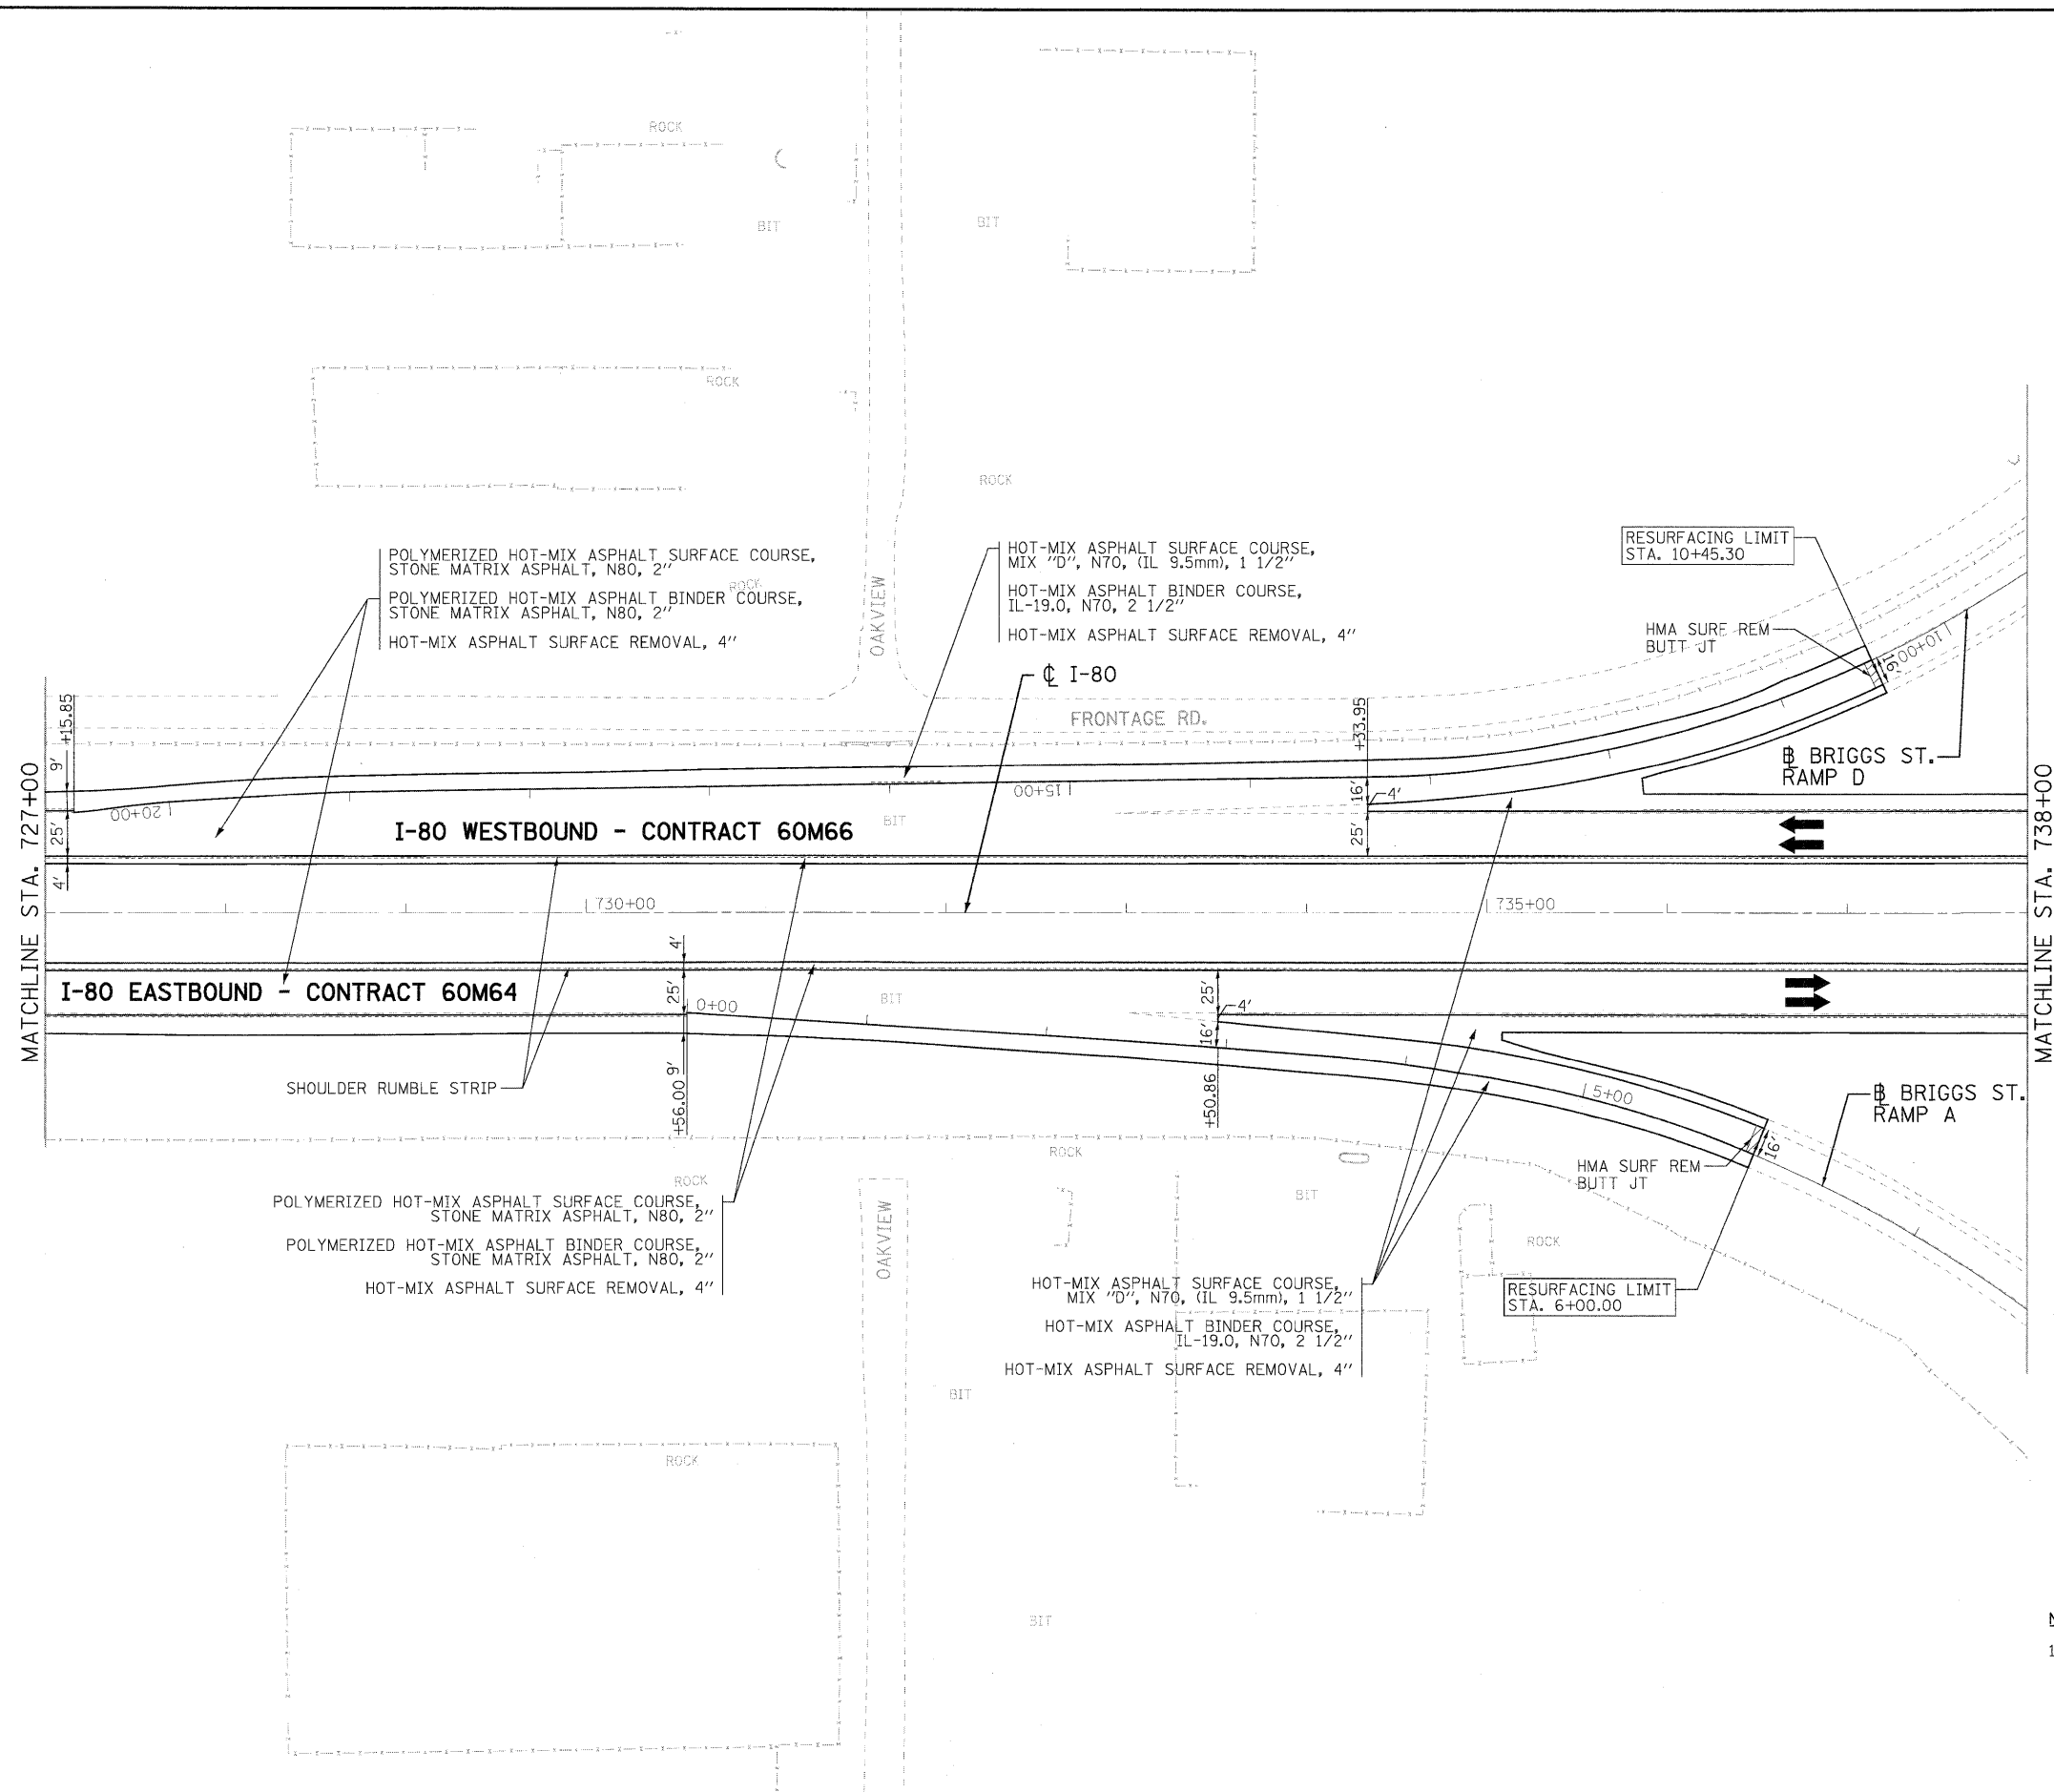 ROCK
BIT
BIT
ROCK
ROCK
POLYMERIZED HOT-MIX ASPHALT SURFACE COURSE,
STONE MATRIX ASPHALT, N80, 2"
ROCK
POLYMERIZED HOT-MIX ASPHALT BINDER COURSE,
STONE MATRIX ASPHALT, N80, 2"
HOT-MIX ASPHALT SURFACE REMOVAL, 4"
OAKVIEW
HOT-MIX ASPHALT SURFACE COURSE,
MIX "D", N70, (IL 9.5mm), 1 1/2"
HOT-MIX ASPHALT BINDER COURSE,
IL-19.0, N70, 2 1/2"
HOT-MIX ASPHALT SURFACE REMOVAL, 4"
RESURFACING LIMIT
STA. 10+45.30
HMA SURF REM
BUTT JT
10+00
16'
℄ I-80
FRONTAGE RD.
+15.85
9'
25'
4'
20+00
15+00
+33.95
16'
4'
25'
BIT
BRIGGS ST.
RAMP D
MATCHLINE STA. 727+00
MATCHLINE STA. 738+00
I-80 WESTBOUND - CONTRACT 60M66
730+00
735+00
I-80 EASTBOUND - CONTRACT 60M64
4'
25'
0+00
+56.00 9'
BIT
25'
4'
16'
+50.86
SHOULDER RUMBLE STRIP
5+00
16'
BRIGGS ST.
RAMP A
HMA SURF REM
BUTT JT
ROCK
ROCK
BIT
ROCK
POLYMERIZED HOT-MIX ASPHALT SURFACE COURSE,
STONE MATRIX ASPHALT, N80, 2"
POLYMERIZED HOT-MIX ASPHALT BINDER COURSE,
STONE MATRIX ASPHALT, N80, 2"
HOT-MIX ASPHALT SURFACE REMOVAL, 4"
OAKVIEW
HOT-MIX ASPHALT SURFACE COURSE,
MIX "D", N70, (IL 9.5mm), 1 1/2"
HOT-MIX ASPHALT BINDER COURSE,
IL-19.0, N70, 2 1/2"
HOT-MIX ASPHALT SURFACE REMOVAL, 4"
RESURFACING LIMIT
STA. 6+00.00
BIT
ROCK
BIT